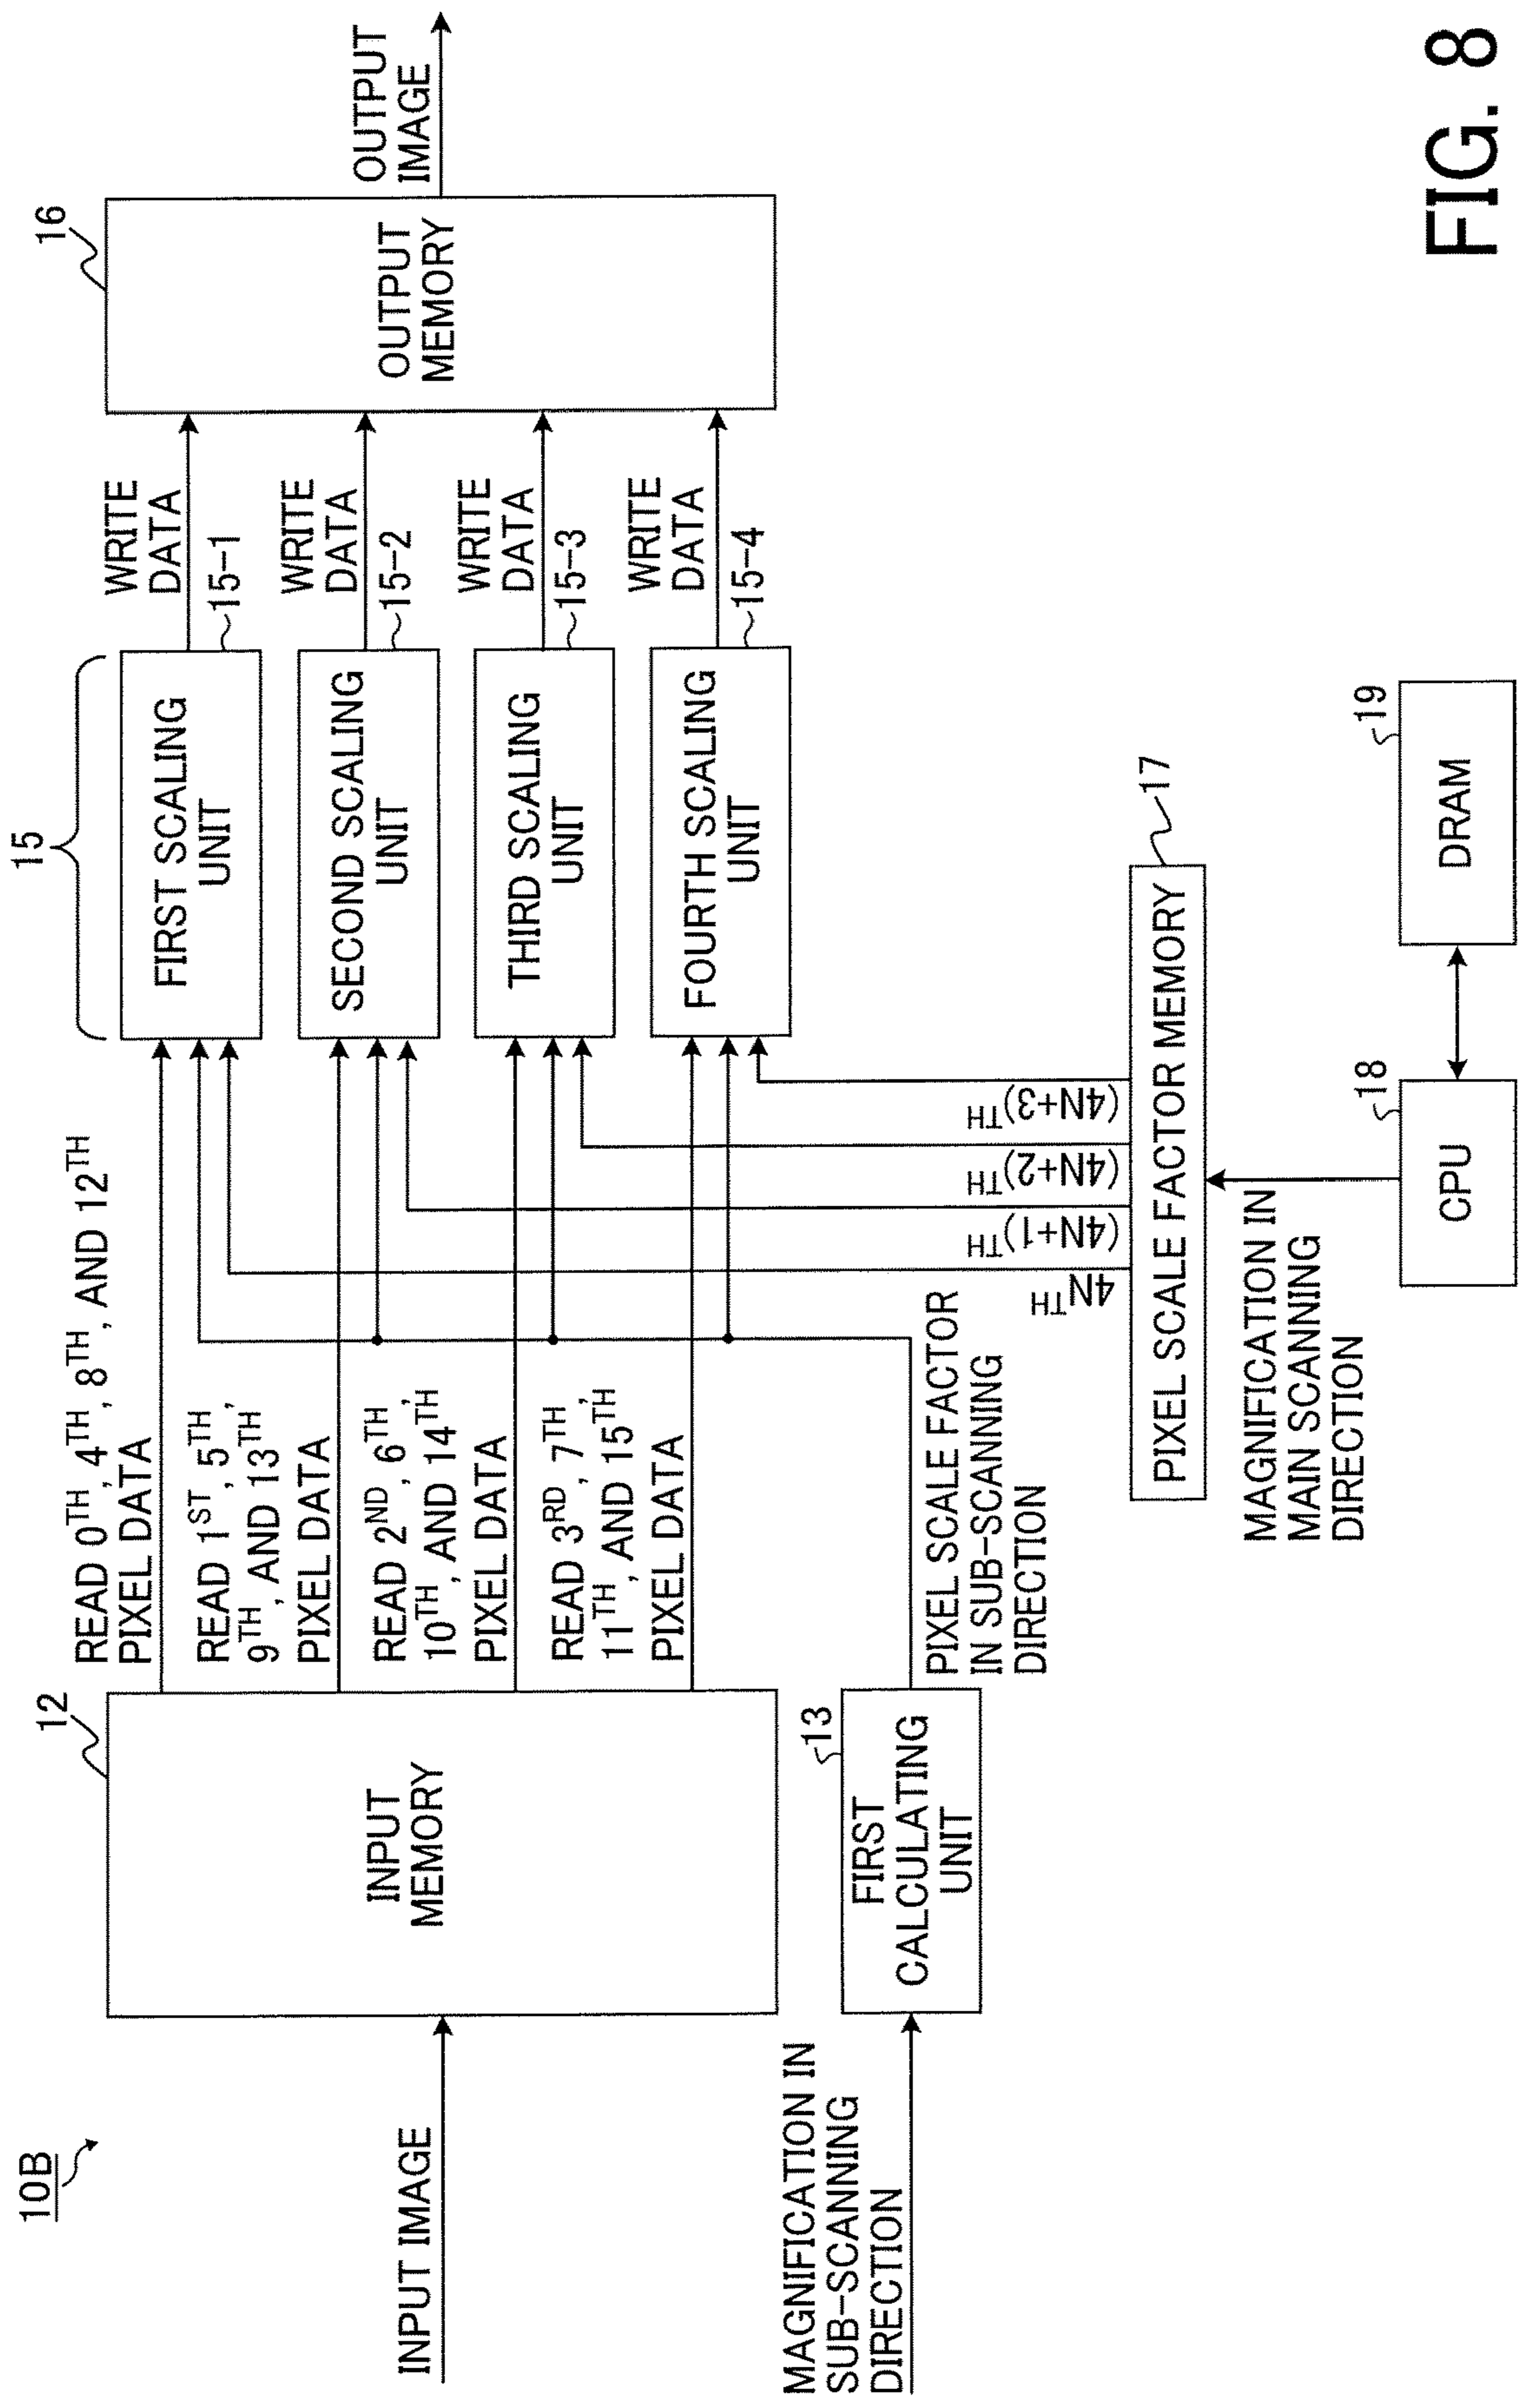 10B
INPUT IMAGE
12
INPUT
MEMORY
MAGNIFICATION IN
SUB-SCANNING
DIRECTION
13
FIRST
CALCULATING
UNIT
READ 0TH, 4TH, 8TH, AND 12TH
PIXEL DATA
READ 1ST, 5TH,
9TH, AND 13TH,
PIXEL DATA
READ 2ND, 6TH,
10TH, AND 14TH,
PIXEL DATA
READ 3RD, 7TH,
11TH, AND 15TH,
PIXEL DATA
PIXEL SCALE FACTOR
IN SUB-SCANNING
DIRECTION
15
FIRST SCALING
UNIT
15-1
SECOND SCALING
UNIT
15-2
THIRD SCALING
UNIT
15-3
FOURTH SCALING
UNIT
15-4
WRITE
DATA
WRITE
DATA
WRITE
DATA
WRITE
DATA
16
OUTPUT
MEMORY
OUTPUT
IMAGE
4NTH
(4N+1)TH
(4N+2)TH
(4N+3)TH
PIXEL SCALE FACTOR MEMORY
17
MAGNIFICATION IN
MAIN SCANNING
DIRECTION
18
CPU
19
DRAM
FIG. 8